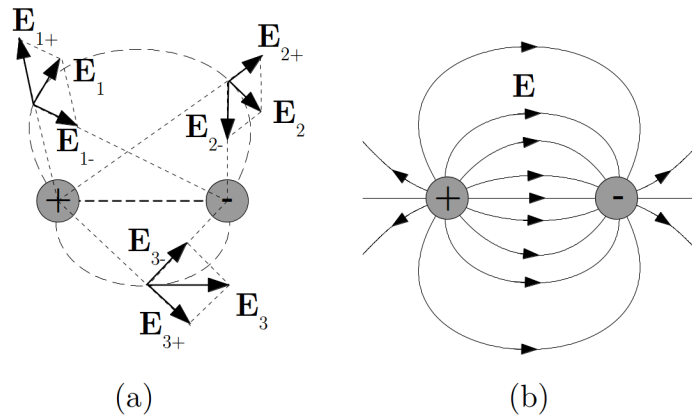 E1+
E1
E1-
E2+
E2-
E2
+
-
E3-
E3
E3+
(a)
E
+
-
(b)